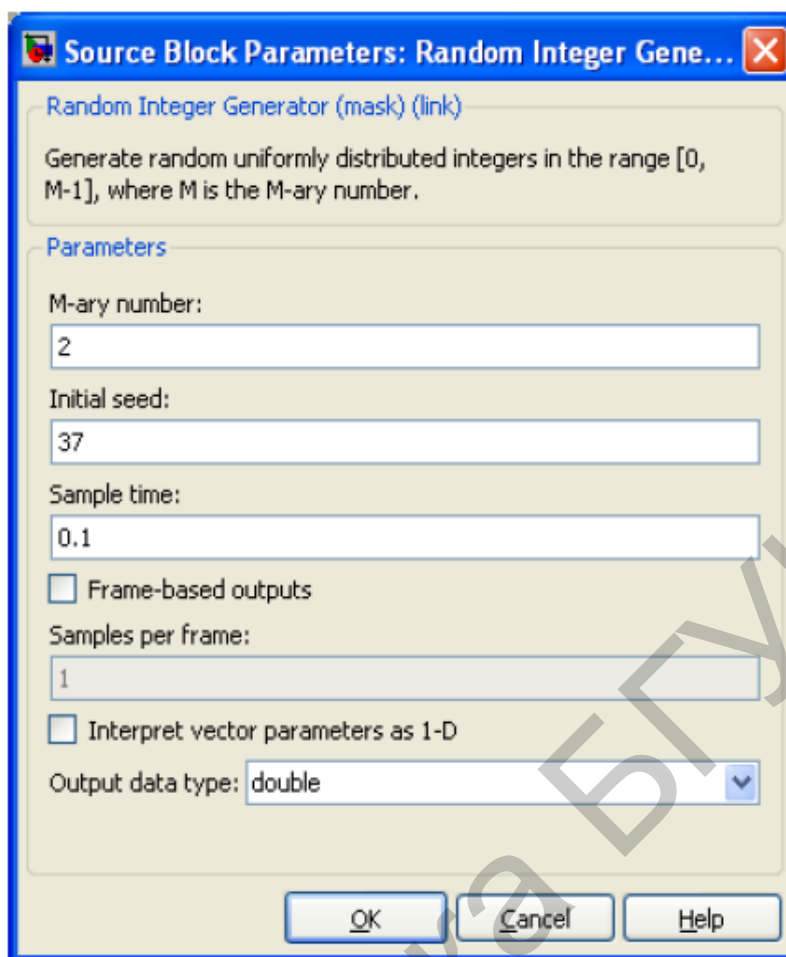 Source Block Parameters: Random Integer Gene...
Random Integer Generator (mask) (link)
Generate random uniformly distributed integers in the range [0,
M-1], where M is the M-ary number.
Parameters
M-ary number:
2
Initial seed:
37
Sample time:
0.1
Frame-based outputs
Samples per frame:
1
Interpret vector parameters as 1-D
Output data type: double
OK Cancel Help